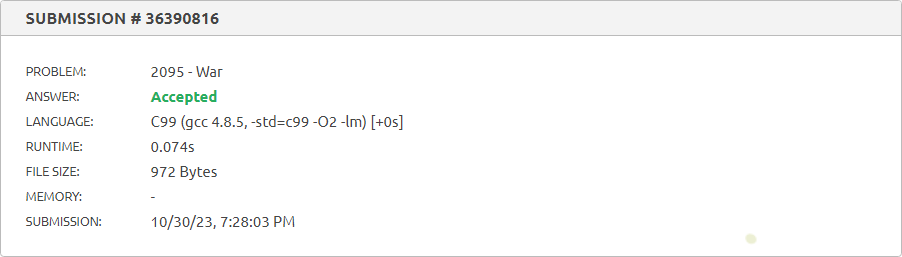 SUBMISSION # 36390816
PROBLEM: 2095 - War
ANSWER: Accepted
LANGUAGE: C99 (gcc 4.8.5, -std=c99 -O2 -lm) [+0s]
RUNTIME: 0.074s
FILE SIZE: 972 Bytes
MEMORY: -
SUBMISSION: 10/30/23, 7:28:03 PM